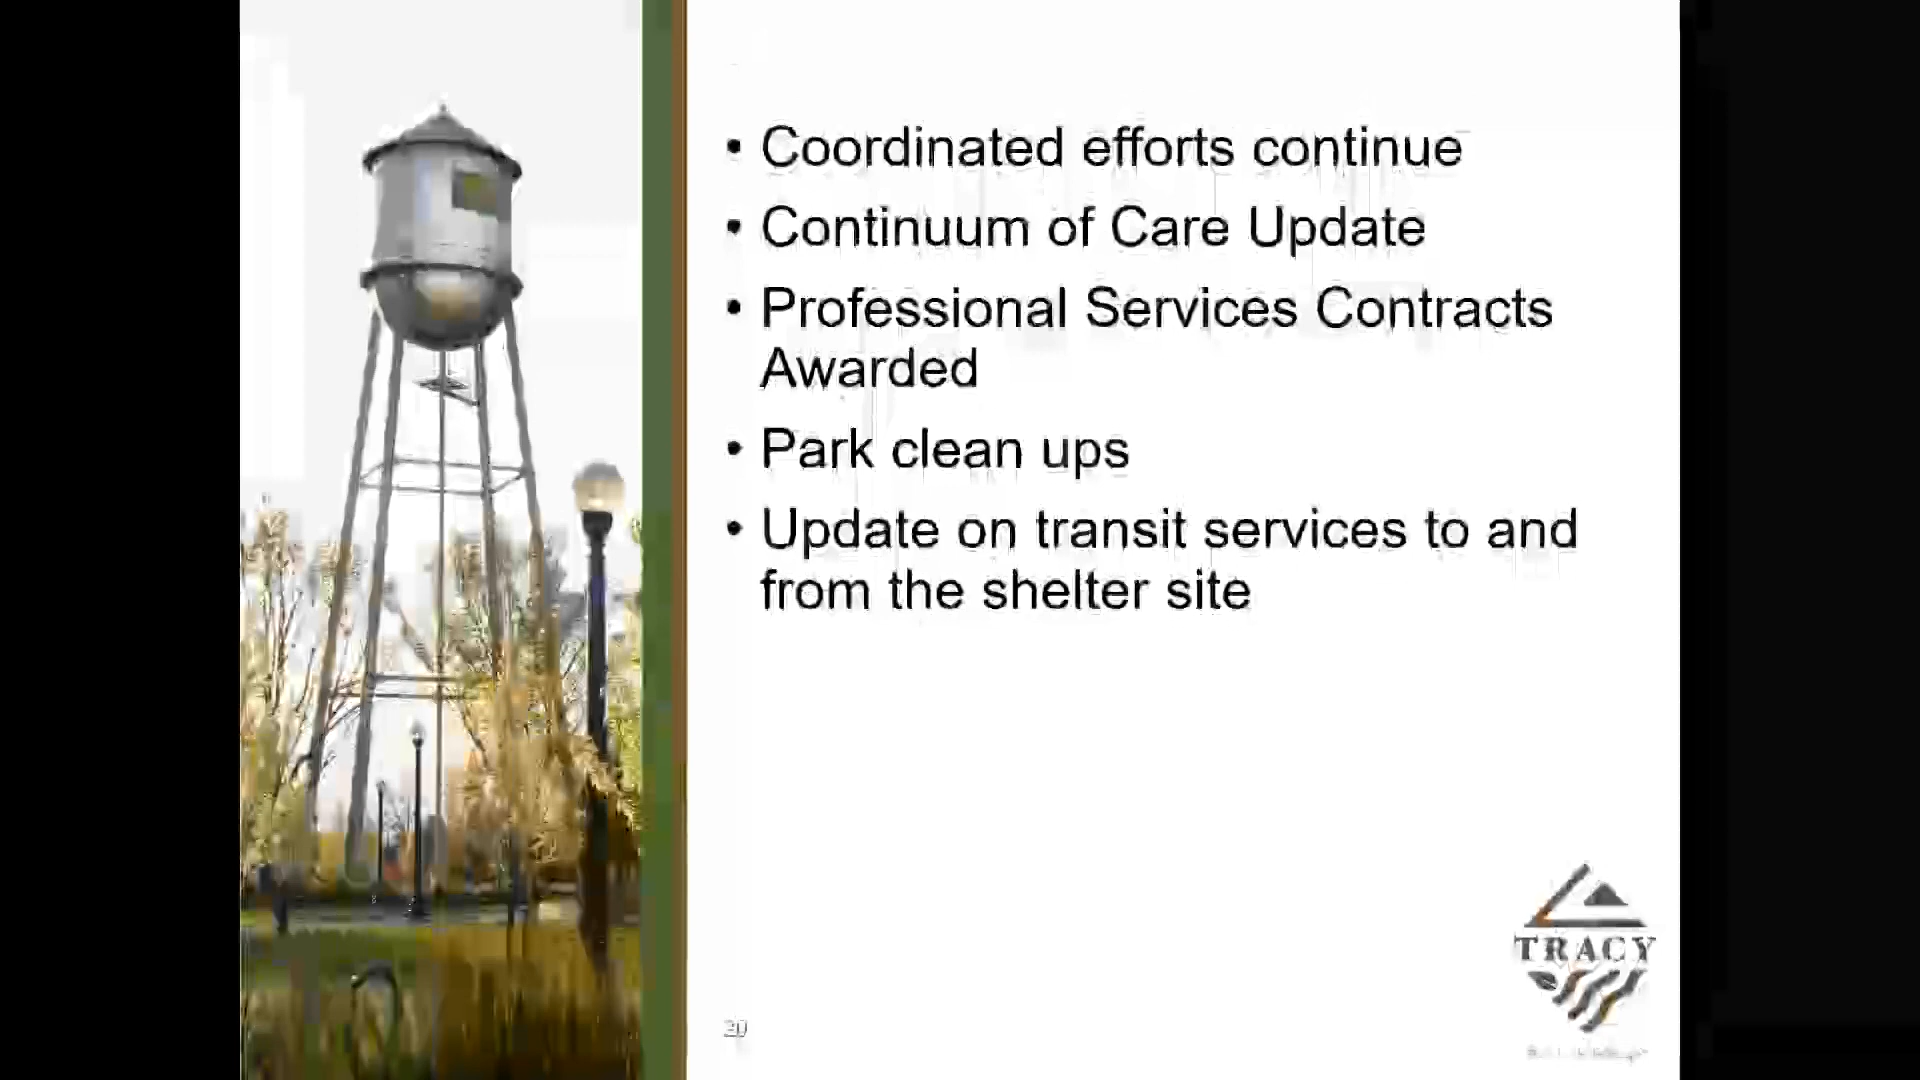 • Coordinated efforts continue
• Continuum of Care Update
• Professional Services Contracts
Awarded
• Park clean ups
• Update on transit services to and
from the shelter site
TRACY